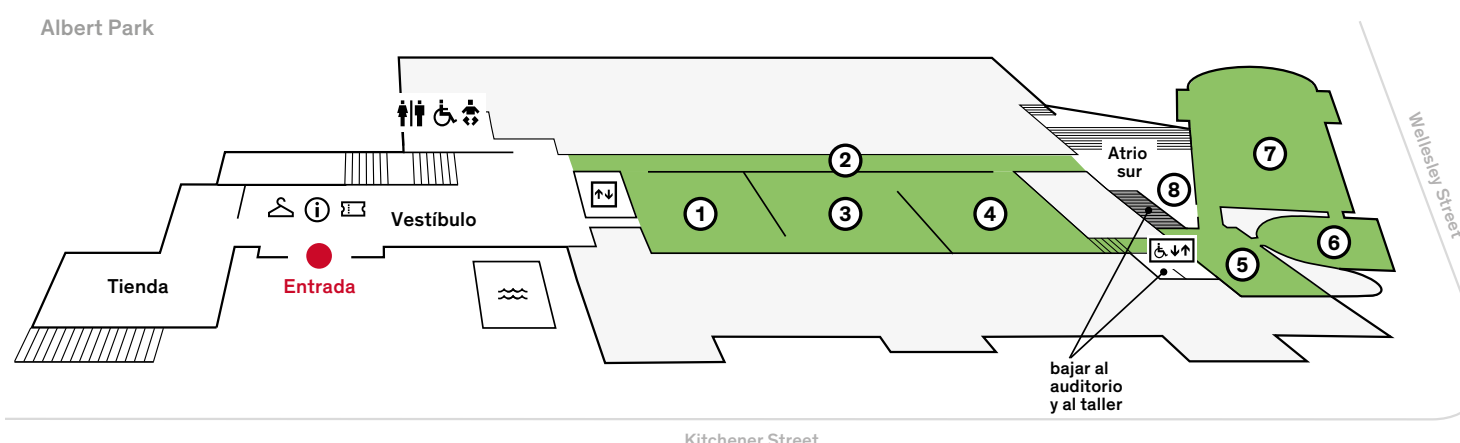 Albert Park
Wellesley Street
Atrio
sur
2
7
8
1
3
4
Vestíbulo
6
5
Tienda
Entrada
bajar al
auditorio
y al taller
Kitchener Street